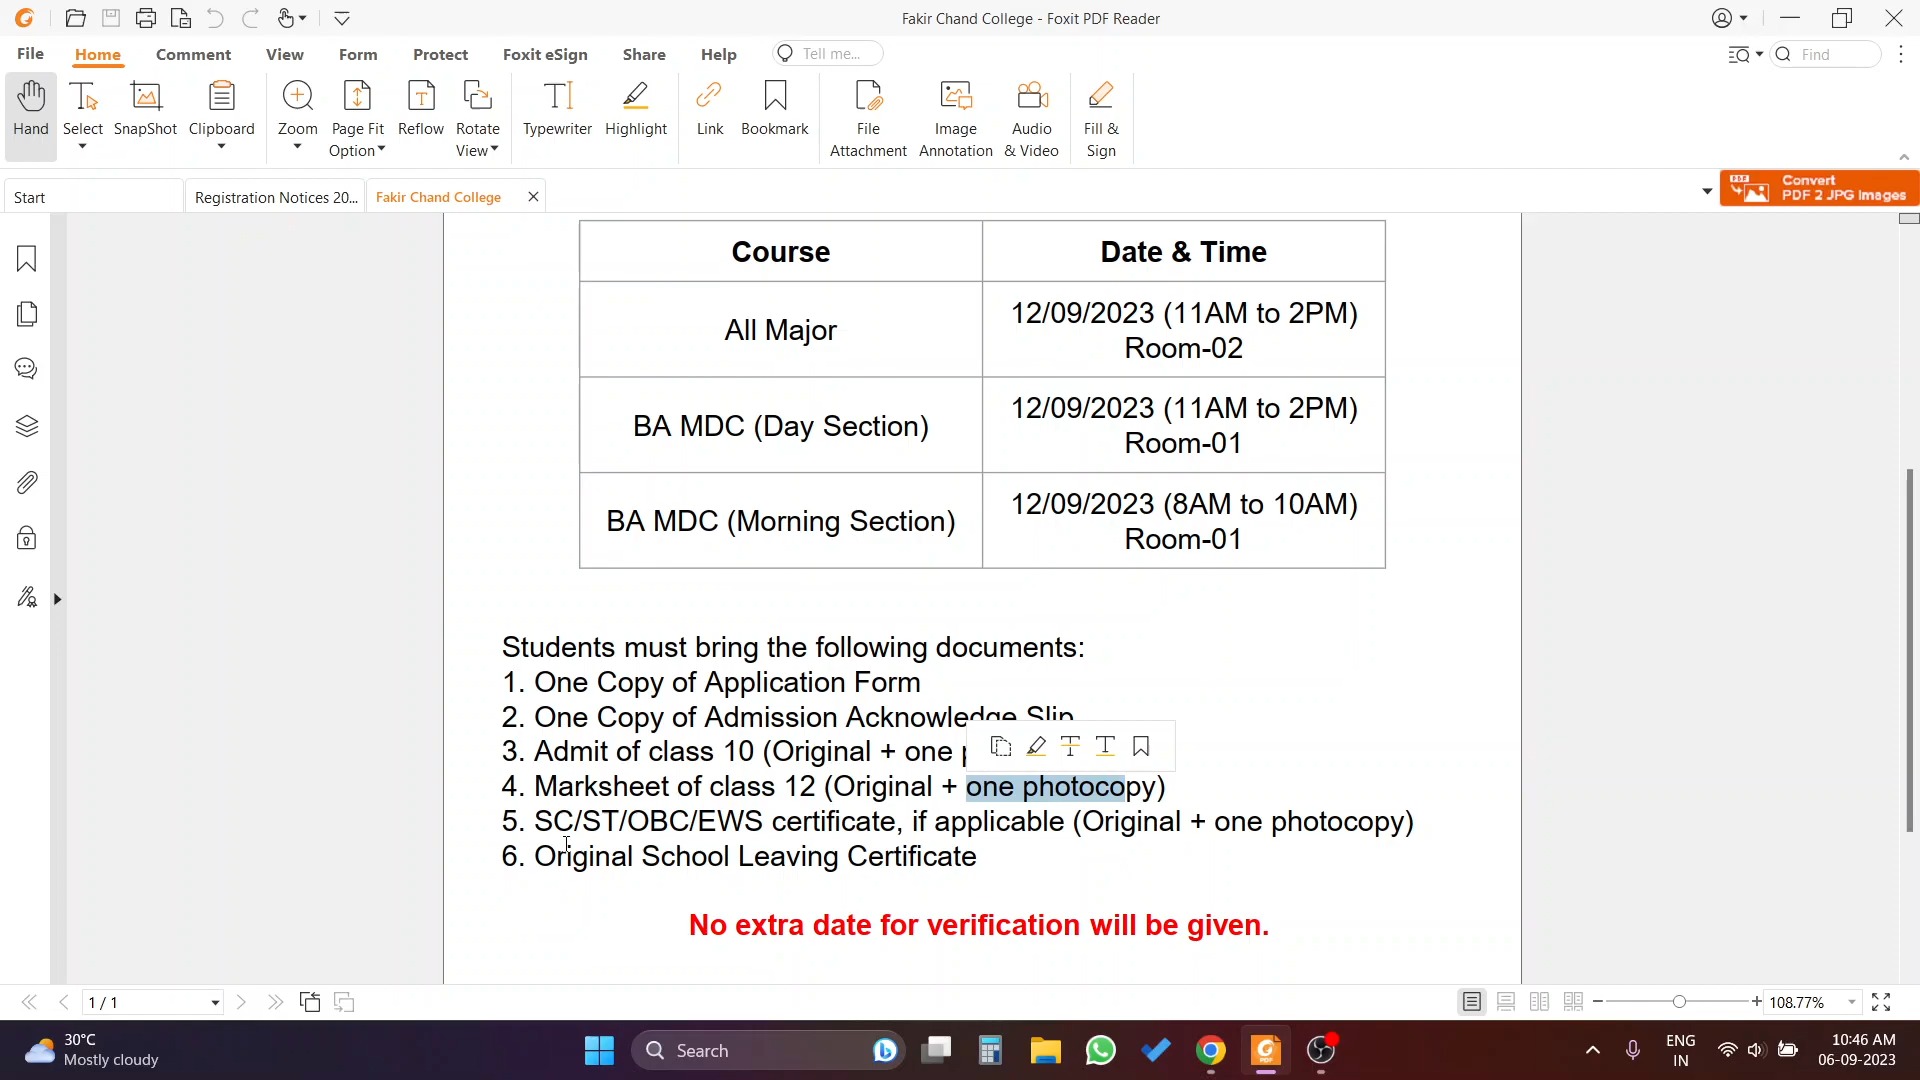 Fakir Chand College - Foxit PDF Reader
File Home Comment View Form Protect Foxit eSign Share Help Tell me... Find
Hand Select SnapShot Clipboard Zoom Page Fit Option Reflow Rotate View Typewriter Highlight Link Bookmark File Attachment Image Annotation Audio & Video Fill & Sign
Start Registration Notices 20... Fakir Chand College
PDF Convert
PDF 2 JPG Images
Course Date & Time
All Major
12/09/2023 (11AM to 2PM)
Room-02
BA MDC (Day Section)
12/09/2023 (11AM to 2PM)
Room-01
BA MDC (Morning Section)
12/09/2023 (8AM to 10AM)
Room-01
Students must bring the following documents:
1. One Copy of Application Form
2. One Copy of Admission Acknowledge Slip
3. Admit of class 10 (Original + one
4. Marksheet of class 12 (Original + one photocopy)
5. SC/ST/OBC/EWS certificate, if applicable (Original + one photocopy)
6. Original School Leaving Certificate
No extra date for verification will be given.
1 / 1 108.77%
30°C
Mostly cloudy
Search
ENG
IN
10:46 AM
06-09-2023